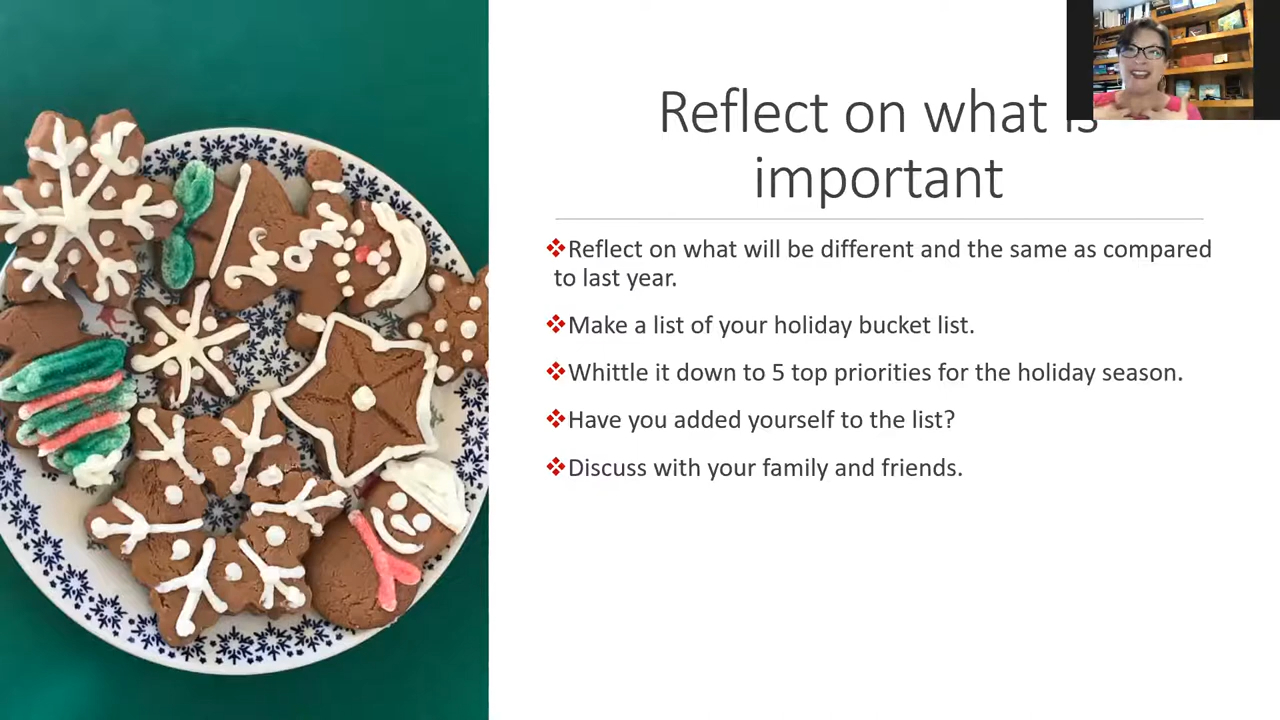 Reflect on what is
important
❖Reflect on what will be different and the same as compared
to last year.
❖Make a list of your holiday bucket list.
❖Whittle it down to 5 top priorities for the holiday season.
❖Have you added yourself to the list?
❖Discuss with your family and friends.